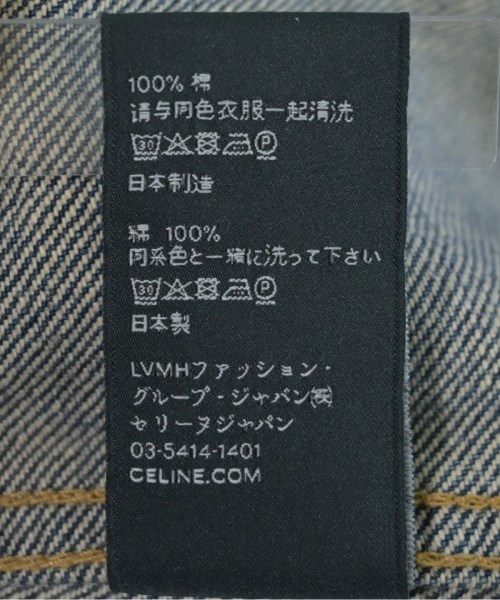 100% 棉
请与同色衣服一起清洗
30 P
日本制造
綿 100%
同系色と一緒に洗って下さい
30 P
日本製
LVMHファッション・
グループ・ジャパン㈱
セリーヌジャパン
03-5414-1401
CELINE.COM